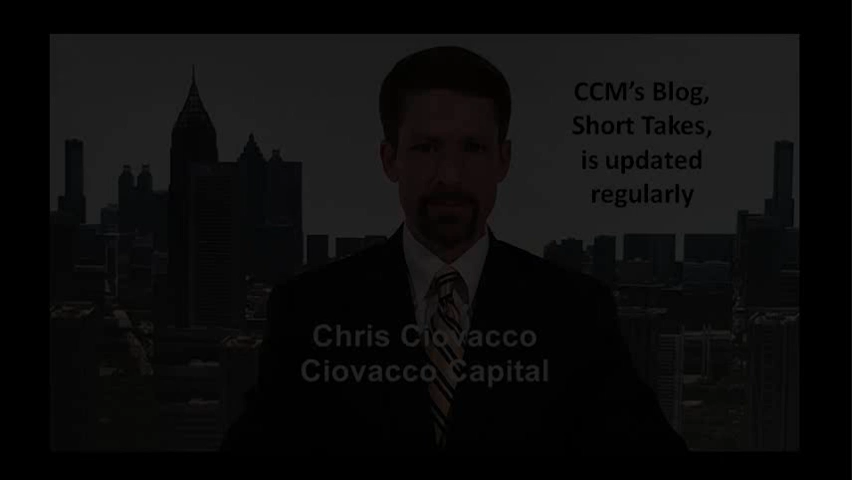 CCM’s Blog,
Short Takes,
is updated
regularly
Chris Ciovacco
Ciovacco Capital